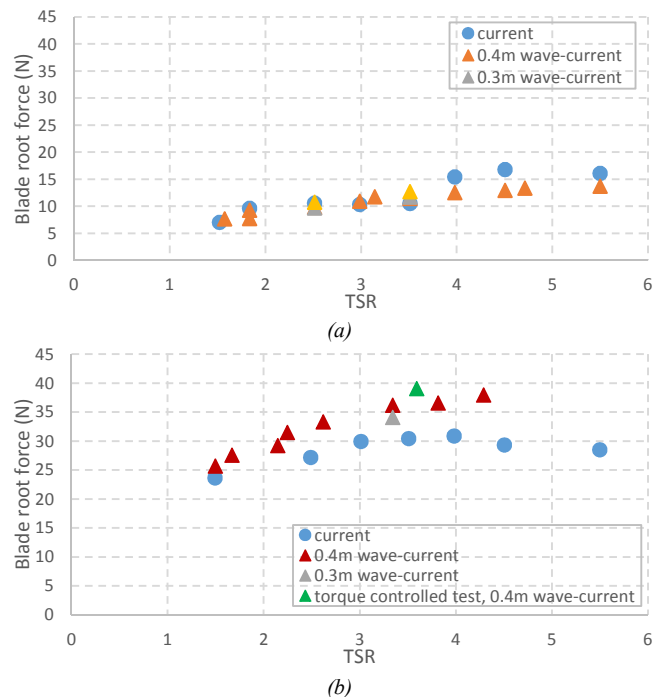 45
40
35
30
25
20
15
10
5
0
Blade root force (N)
current
0.4m wave-current
0.3m wave-current
0 1 2 3 4 5 6
TSR
(a)
45
40
35
30
25
20
15
10
5
0
Blade root force (N)
current
0.4m wave-current
0.3m wave-current
torque controlled test, 0.4m wave-current
0 1 2 3 4 5 6
TSR
(b)